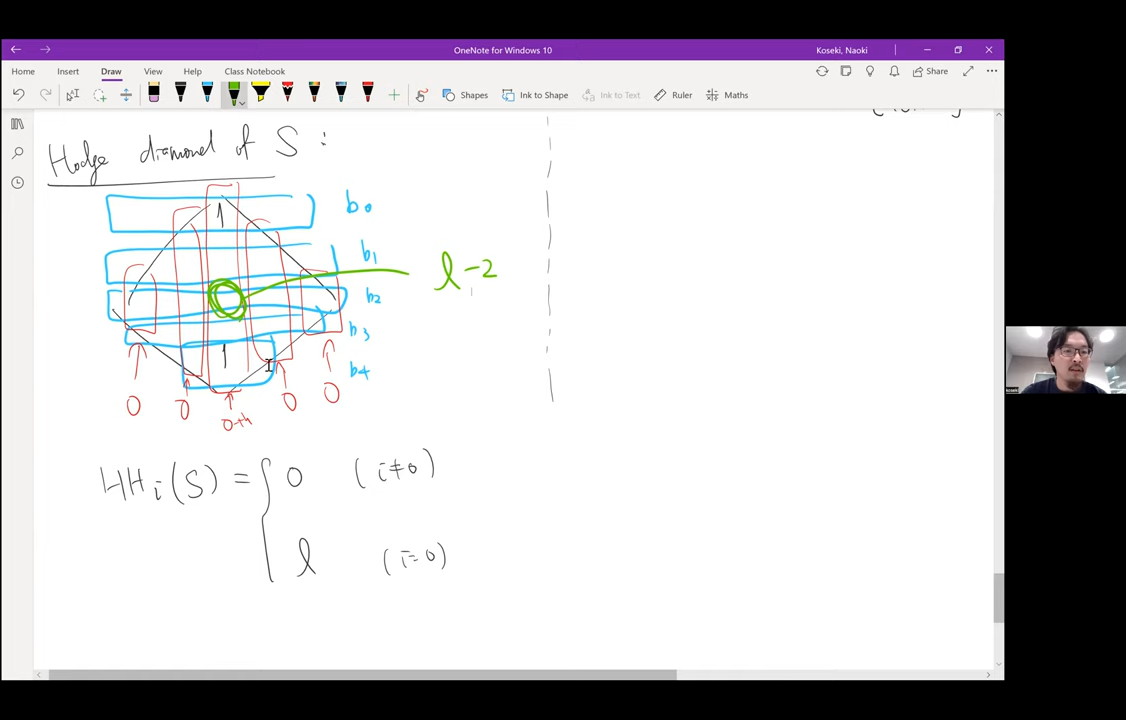 OneNote for Windows 10
Koseki, Naoki
Home Insert Draw View Help Class Notebook
Share
Shapes Ink to Shape Ink to Text Ruler Maths
Hodge diamond of S :
1 b0
b1
l - 2
b2
b3
1 b4
0 0 0-th 0 0
HH i (S) = { 0 (i≠0)
l (i=0)